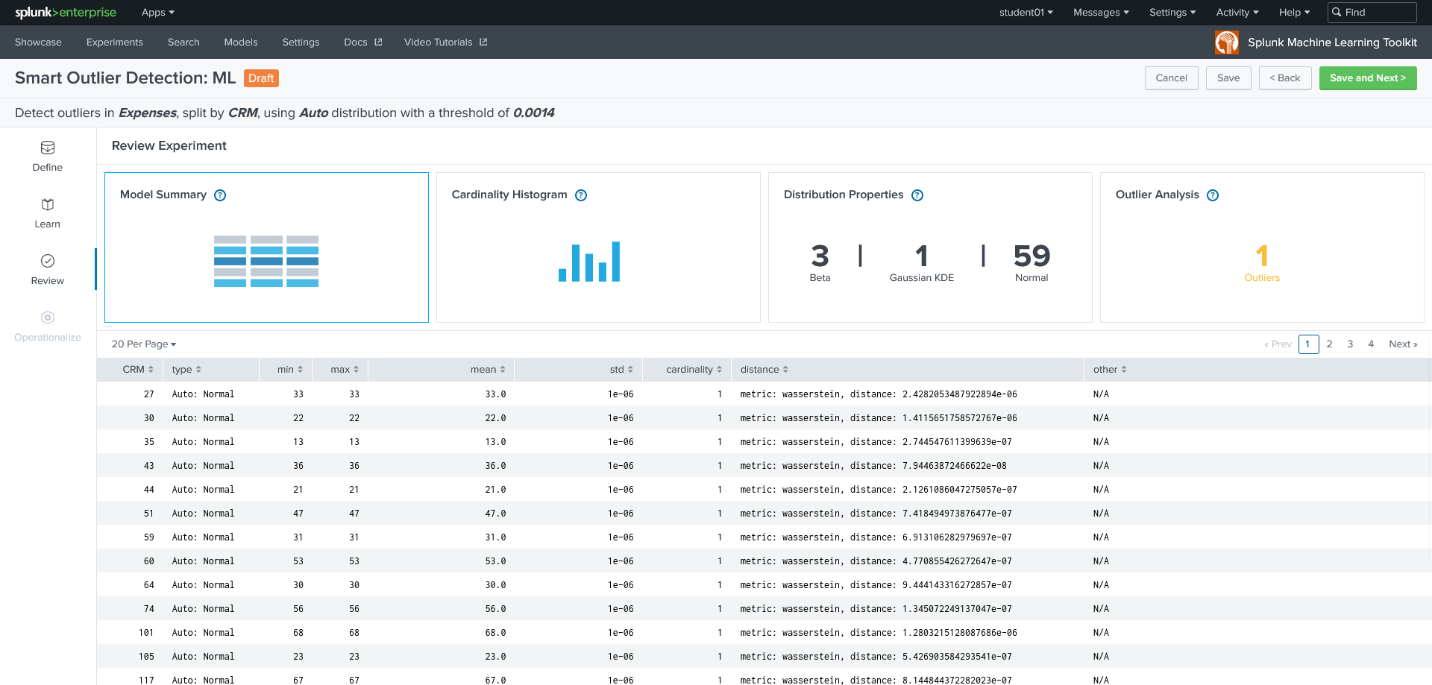 splunk>enterprise Apps student01 Messages Settings Activity Help Find
Showcase Experiments Search Models Settings Docs Video Tutorials Splunk Machine Learning Toolkit
Smart Outlier Detection: ML Draft Cancel Save < Back Save and Next >
Detect outliers in Expenses, split by CRM, using Auto distribution with a threshold of 0.0014
Define
Learn
Review
Operationalize
Review Experiment
Model Summary ?
Cardinality Histogram ?
Distribution Properties ?
3 | 1 | 59
Beta Gaussian KDE Normal
Outlier Analysis ?
1
Outliers
20 Per Page « Prev 1 2 3 4 Next »
CRM type min max mean std cardinality distance other
27 Auto: Normal 33 33 33.0 1e-06 1 metric: wasserstein, distance: 2.4282053487922894e-06 N/A
30 Auto: Normal 22 22 22.0 1e-06 1 metric: wasserstein, distance: 1.4115651758572767e-06 N/A
35 Auto: Normal 13 13 13.0 1e-06 1 metric: wasserstein, distance: 2.744547611399639e-07 N/A
43 Auto: Normal 36 36 36.0 1e-06 1 metric: wasserstein, distance: 7.94463872466622e-08 N/A
44 Auto: Normal 21 21 21.0 1e-06 1 metric: wasserstein, distance: 2.1261086047275057e-07 N/A
51 Auto: Normal 47 47 47.0 1e-06 1 metric: wasserstein, distance: 7.418494973876477e-07 N/A
59 Auto: Normal 31 31 31.0 1e-06 1 metric: wasserstein, distance: 6.913106282979697e-07 N/A
60 Auto: Normal 53 53 53.0 1e-06 1 metric: wasserstein, distance: 4.770855426272647e-07 N/A
64 Auto: Normal 30 30 30.0 1e-06 1 metric: wasserstein, distance: 9.444143316272857e-07 N/A
74 Auto: Normal 56 56 56.0 1e-06 1 metric: wasserstein, distance: 1.345072249137047e-07 N/A
101 Auto: Normal 68 68 68.0 1e-06 1 metric: wasserstein, distance: 1.2803215128087686e-06 N/A
105 Auto: Normal 23 23 23.0 1e-06 1 metric: wasserstein, distance: 5.426903584293541e-07 N/A
117 Auto: Normal 67 67 67.0 1e-06 1 metric: wasserstein, distance: 8.144844372282023e-07 N/A